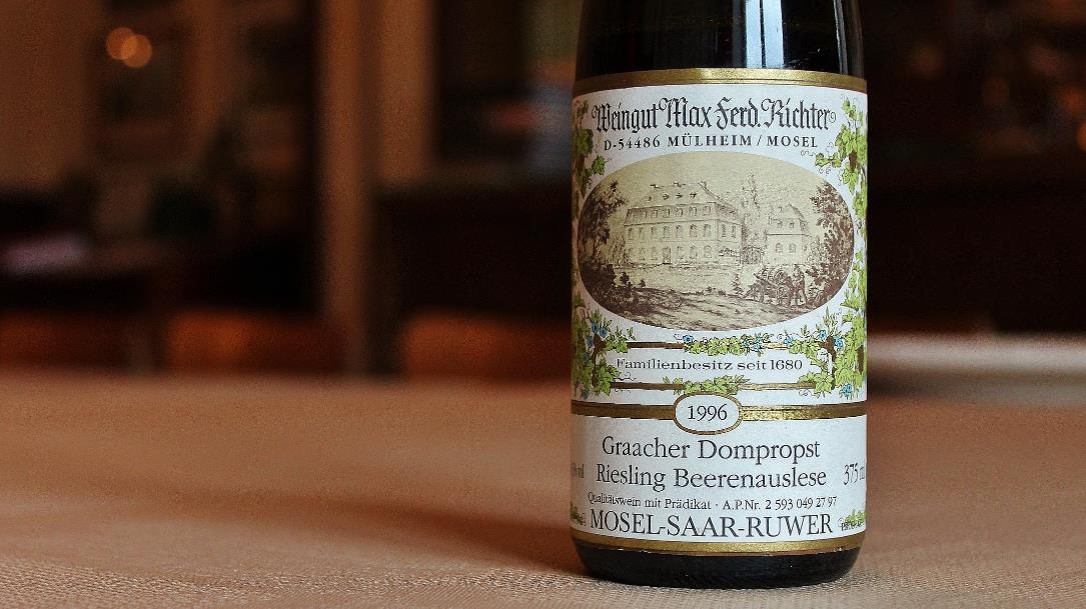 Weingut Max Ferd. Richter
D-54486 MÜLHEIM / MOSEL
Familienbesitz seit 1680
1996
Graacher Dompropst
Riesling Beerenauslese 375
Qualitätswein mit Prädikat · A.P.Nr. 2 593 049 27 97
MOSEL-SAAR-RUWER